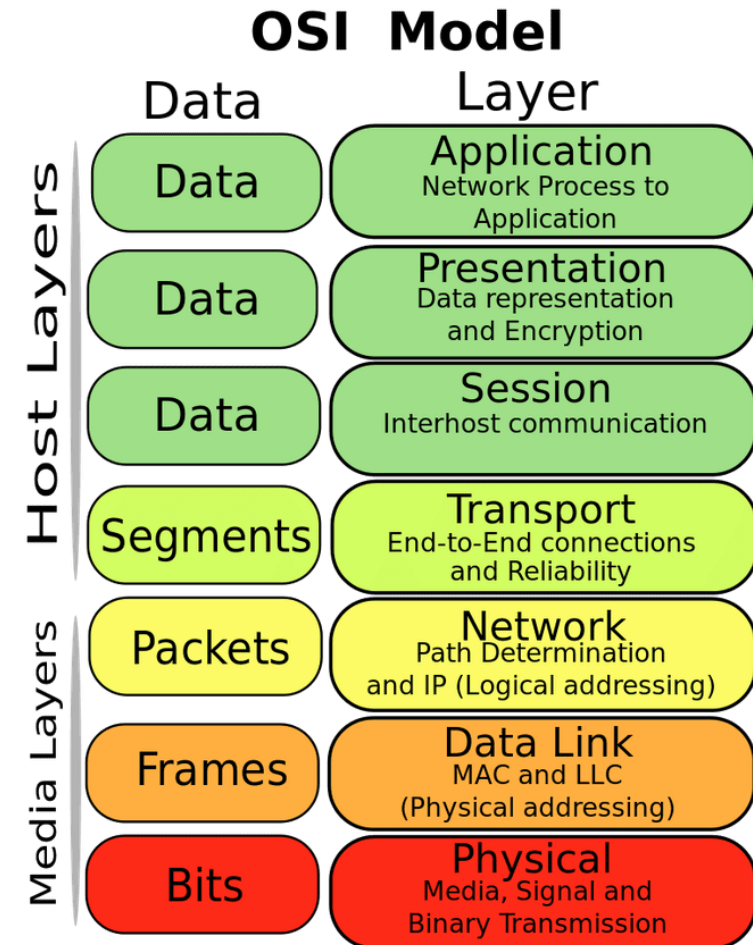 OSI Model
Data
Layer
Host Layers
Data
Application
Network Process to
Application
Data
Presentation
Data representation
and Encryption
Data
Session
Interhost communication
Segments
Transport
End-to-End connections
and Reliability
Media Layers
Packets
Network
Path Determination
and IP (Logical addressing)
Frames
Data Link
MAC and LLC
(Physical addressing)
Bits
Physical
Media, Signal and
Binary Transmission